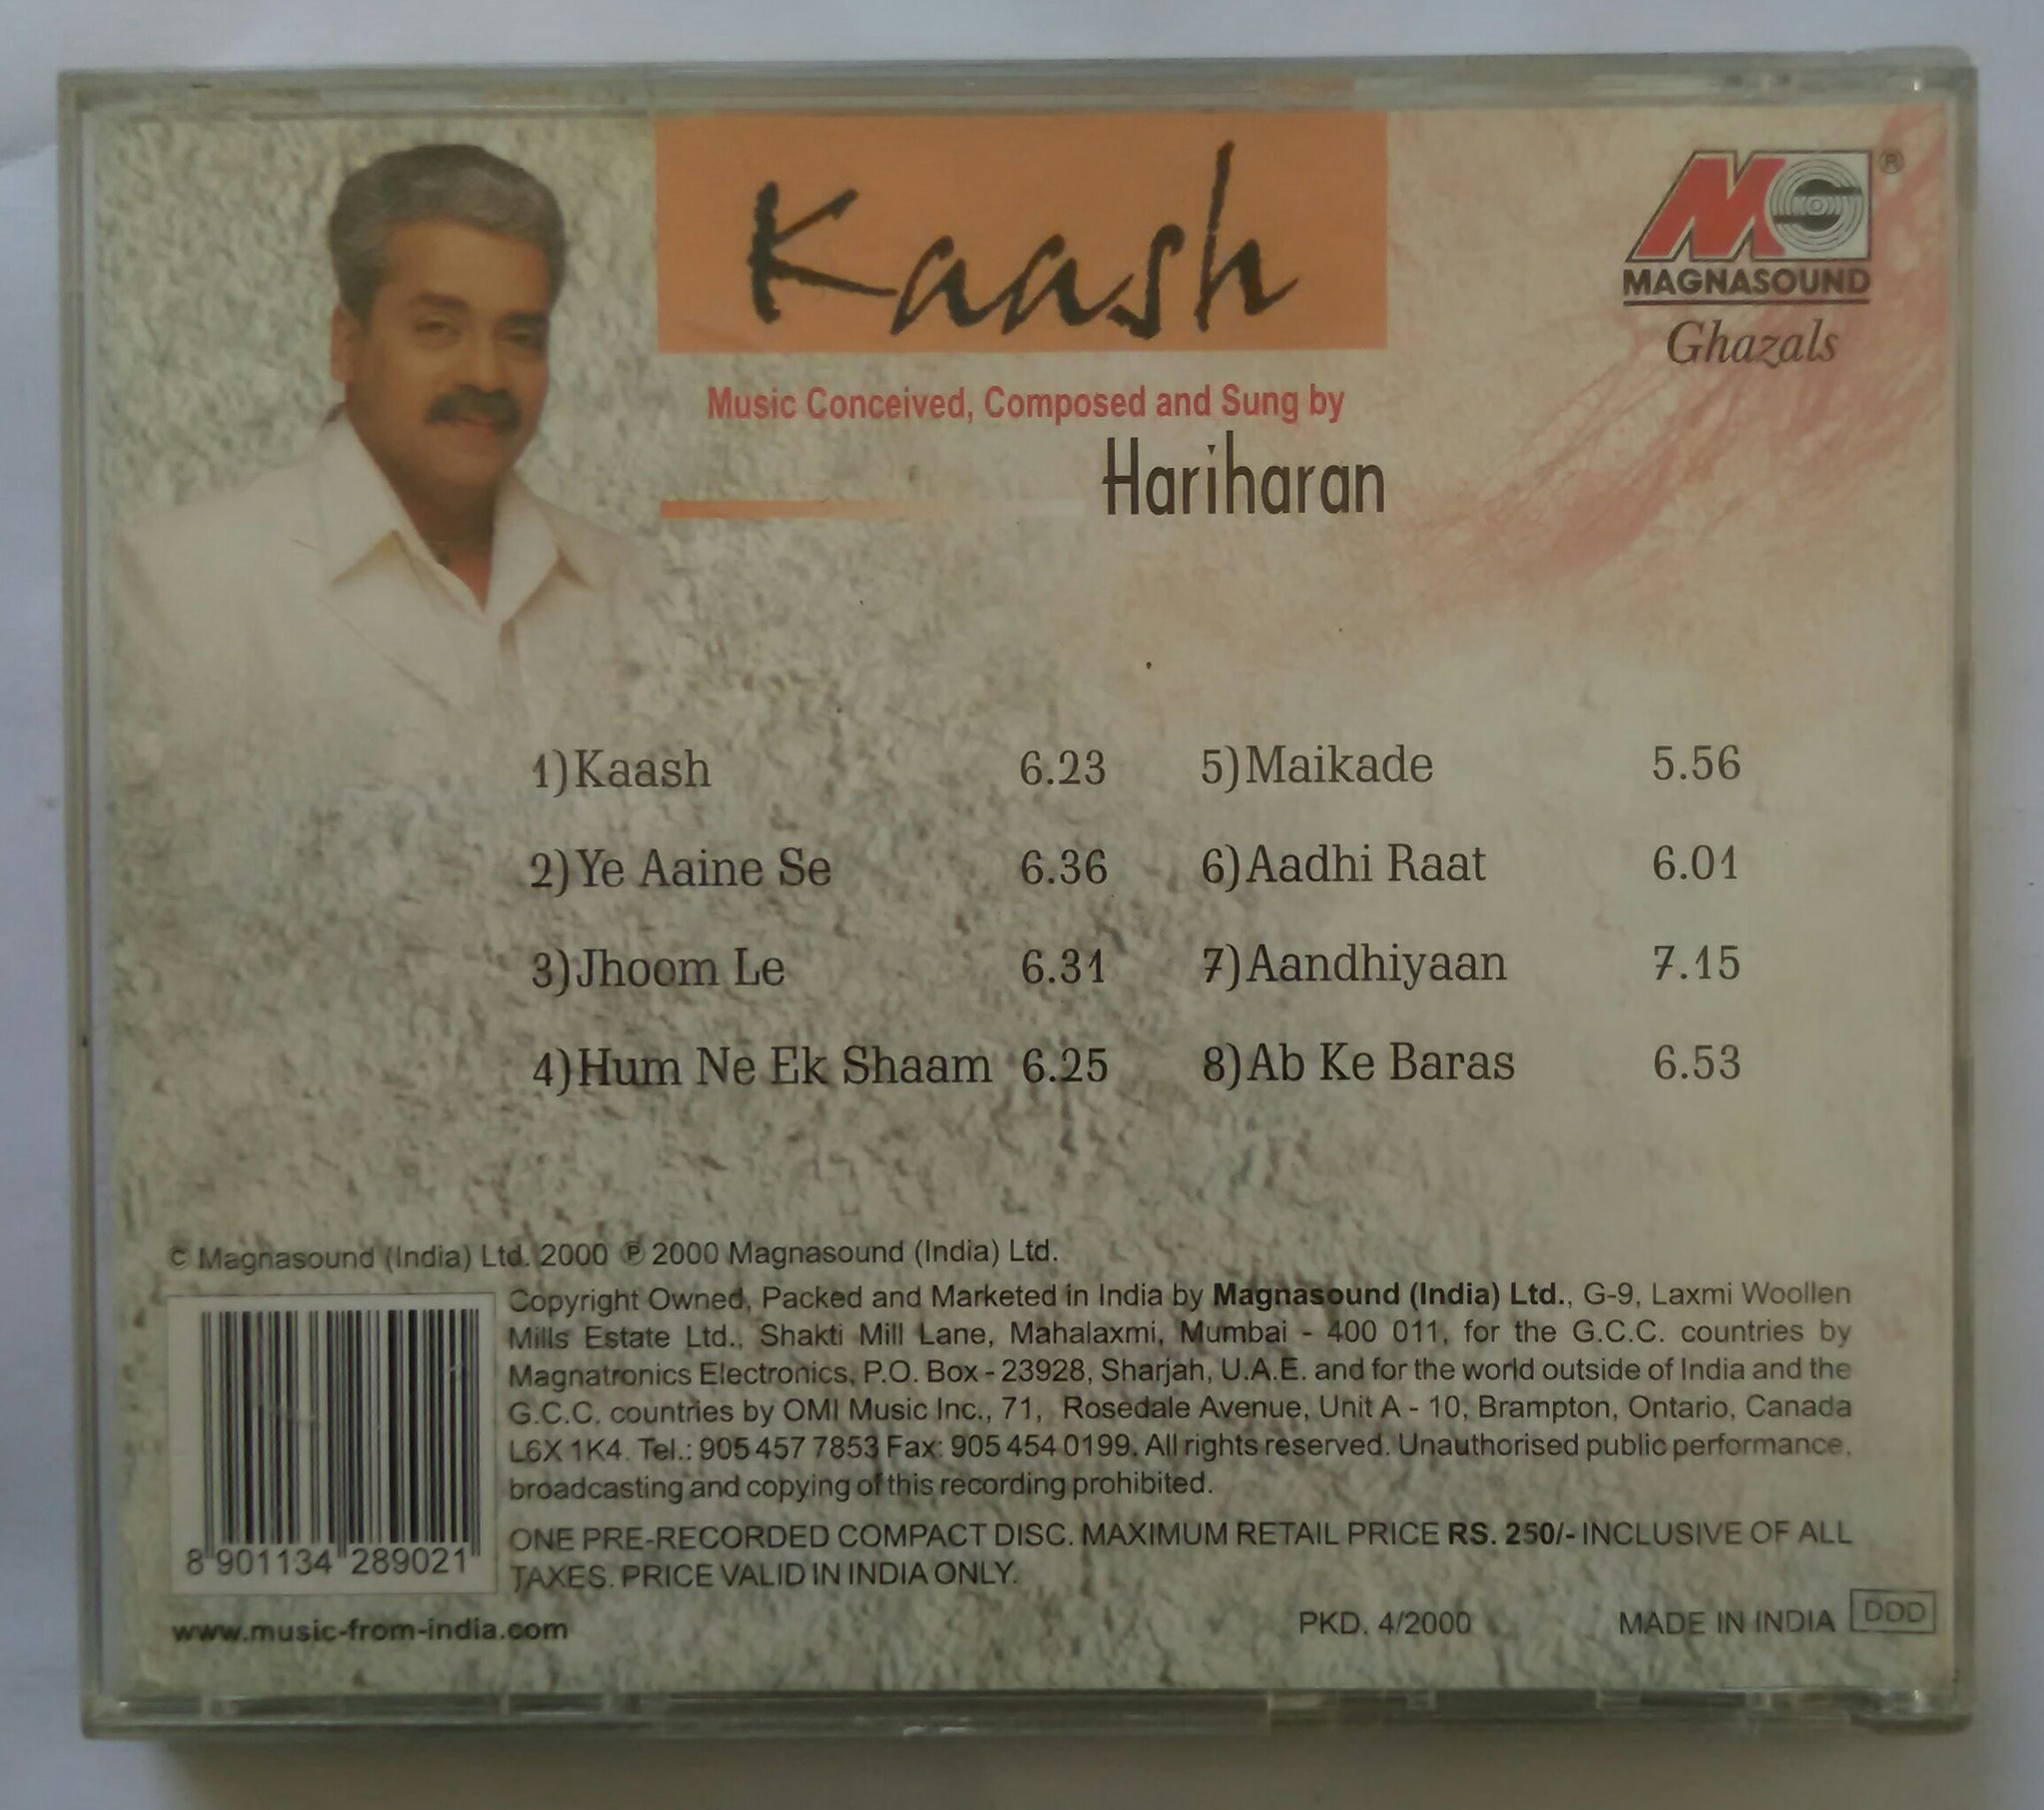 Kaash
MAGNASOUND
®
Ghazals
Music Conceived, Composed and Sung by
Hariharan
1)Kaash 6.23
2)Ye Aaine Se 6.36
3)Jhoom Le 6.31
4)Hum Ne Ek Shaam 6.25
5)Maikade 5.56
6)Aadhi Raat 6.01
7)Aandhiyaan 7.15
8)Ab Ke Baras 6.53
© Magnasound (India) Ltd. 2000 ℗ 2000 Magnasound (India) Ltd.
Copyright Owned, Packed and Marketed in India by Magnasound (India) Ltd., G-9, Laxmi Woollen
Mills Estate Ltd., Shakti Mill Lane, Mahalaxmi, Mumbai - 400 011, for the G.C.C. countries by
Magnatronics Electronics, P.O. Box - 23928, Sharjah, U.A.E. and for the world outside of India and the
G.C.C. countries by OMI Music Inc., 71, Rosedale Avenue, Unit A - 10, Brampton, Ontario, Canada
L6X 1K4. Tel.: 905 457 7853 Fax: 905 454 0199. All rights reserved. Unauthorised public performance,
broadcasting and copying of this recording prohibited.
ONE PRE-RECORDED COMPACT DISC. MAXIMUM RETAIL PRICE RS. 250/- INCLUSIVE OF ALL
TAXES. PRICE VALID IN INDIA ONLY.
8 901134 289021
www.music-from-india.com
PKD. 4/2000
MADE IN INDIA DDD